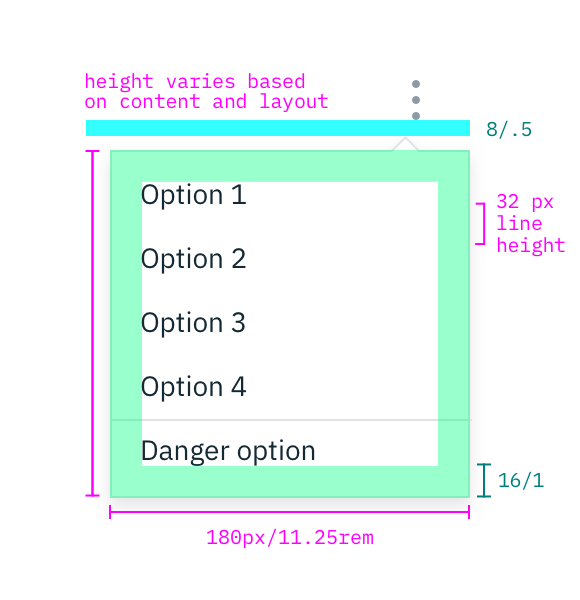 height varies based
on content and layout
8/.5
Option 1
32 px
line
height
Option 2
Option 3
Option 4
Danger option
16/1
180px/11.25rem